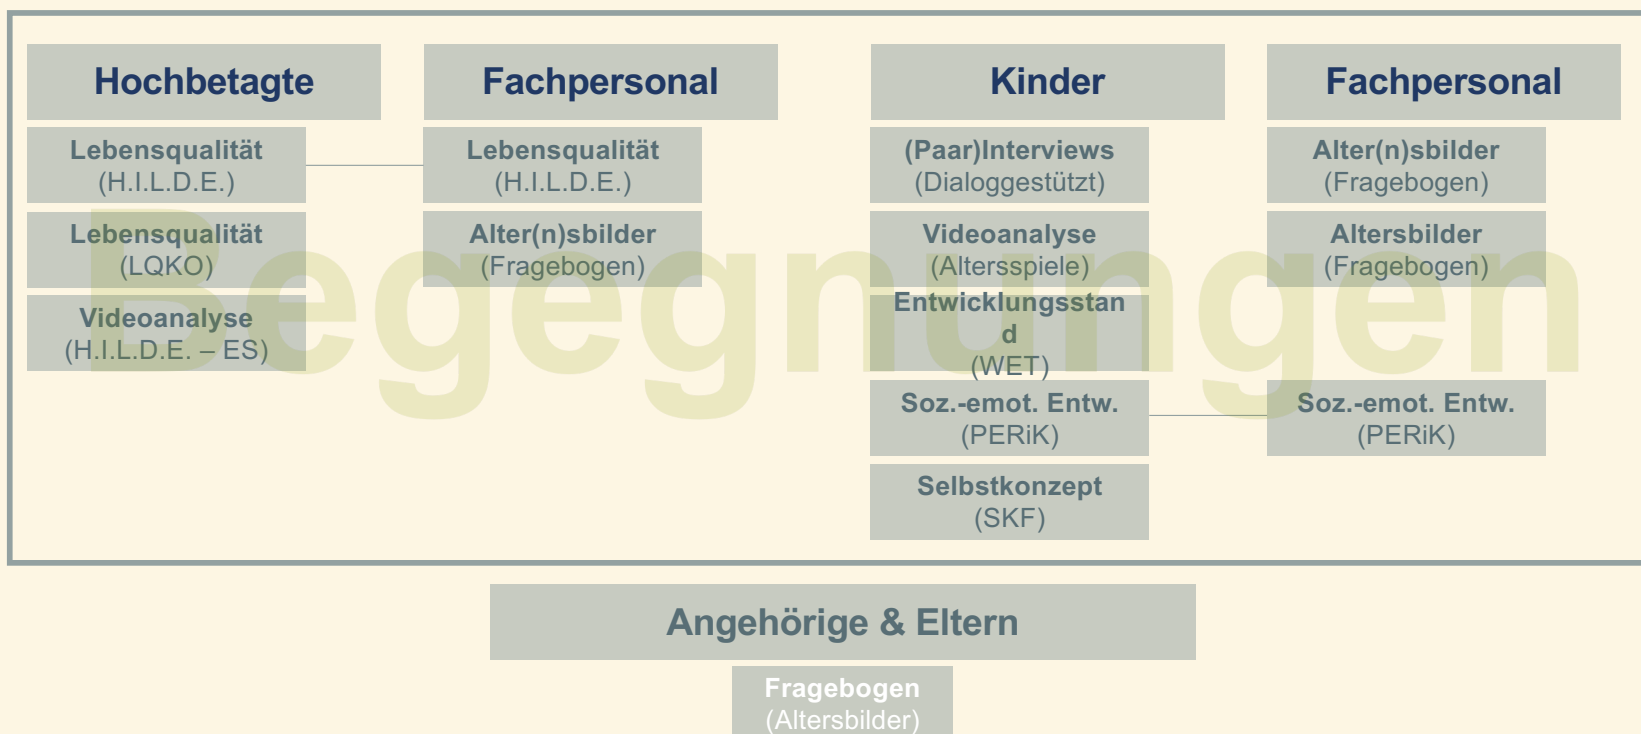 Hochbetagte
Lebensqualität
(H.I.L.D.E.)
Lebensqualität
(LQKO)
Videoanalyse
(H.I.L.D.E. – ES)
Fachpersonal
Lebensqualität
(H.I.L.D.E.)
Alter(n)sbilder
(Fragebogen)
Kinder
(Paar)Interviews
(Dialoggestützt)
Videoanalyse
(Altersspiele)
Entwicklungsstan
d
(WET)
Soz.-emot. Entw.
(PERiK)
Selbstkonzept
(SKF)
Fachpersonal
Alter(n)sbilder
(Fragebogen)
Altersbilder
(Fragebogen)
Soz.-emot. Entw.
(PERiK)
Begegnungen
Angehörige & Eltern
Fragebogen
(Altersbilder)